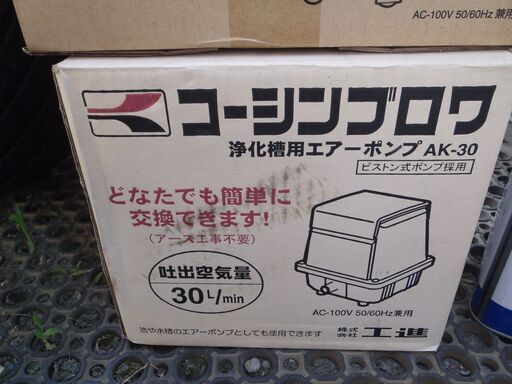 AC-100V 50/60Hz 兼用
コーシンブロワ
浄化槽用エアーポンプ AK-30
ピストン式ポンプ採用
どなたでも簡単に
交換できます!
(アース工事不要)
吐出空気量
30L/min
AC-100V 50/60Hz兼用
池や水槽のエアーポンプとしても使用できます
株式会社 工進